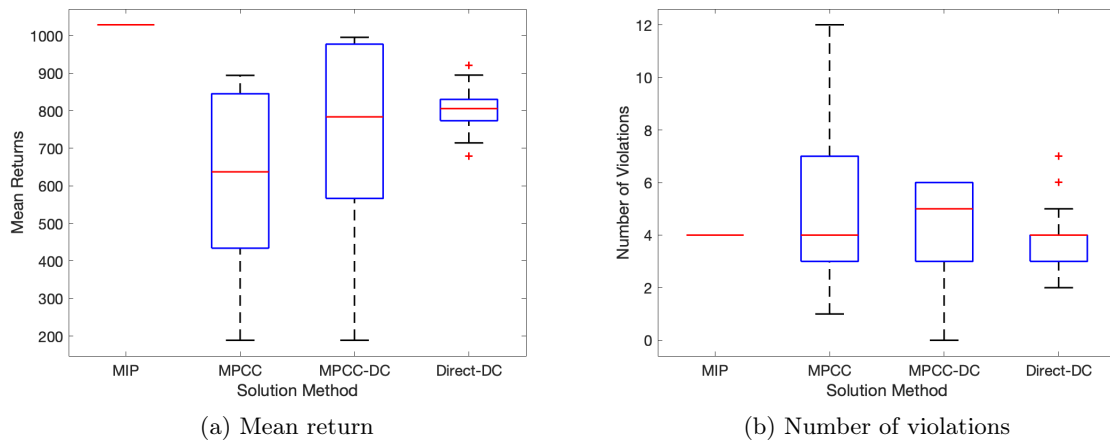 1000
900
800
700
600
500
400
300
200
Mean Returns
MIP MPCC MPCC-DC Direct-DC
Solution Method
(a) Mean return
12
10
8
6
4
2
0
Number of Violations
MIP MPCC MPCC-DC Direct-DC
Solution Method
(b) Number of violations